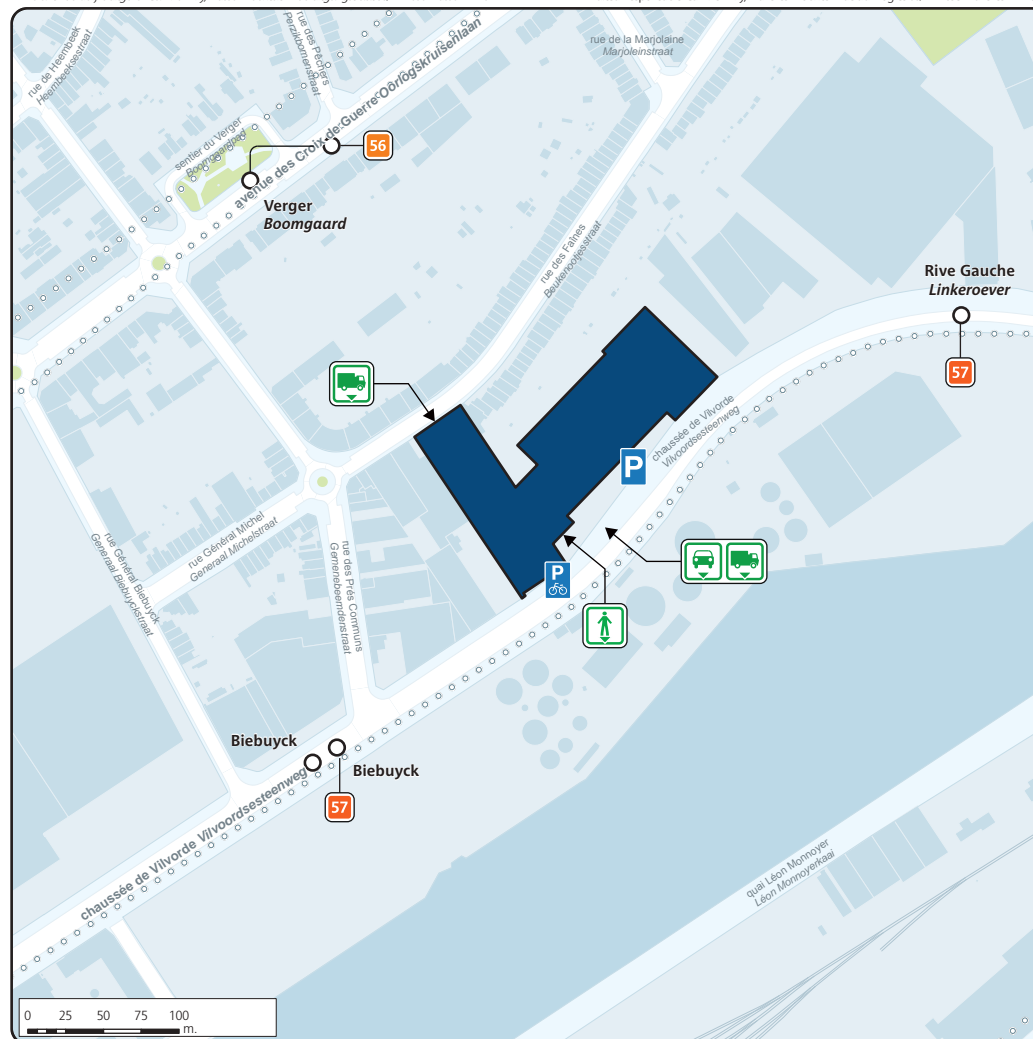 rue de Heembeek
Heembeeksestraat
rue des Pêchers
Perzikbomenstraat
rue de la Marjolaine
Marjoleinstraat
sentier du Verger
Boomgaardpad
avenue des Croix de Guerre Oorlogskruisenlaan
56
Verger
Boomgaard
rue des Faînes
Beukenootjesstraat
Rive Gauche
Linkeroever
57
chaussée de Vilvorde
Vilvoordsesteenweg
P
P
rue Général Michel
Generaal Michelstraat
rue Général Biebuyck
Generaal Biebuyckstraat
rue des Prés Communs
Gemenebeemdenstraat
Biebuyck
Biebuyck
57
chaussée de Vilvorde Vilvoordsesteenweg
quai Léon Monnoyer
Léon Monnoyerkaai
0 25 50 75 100
m.